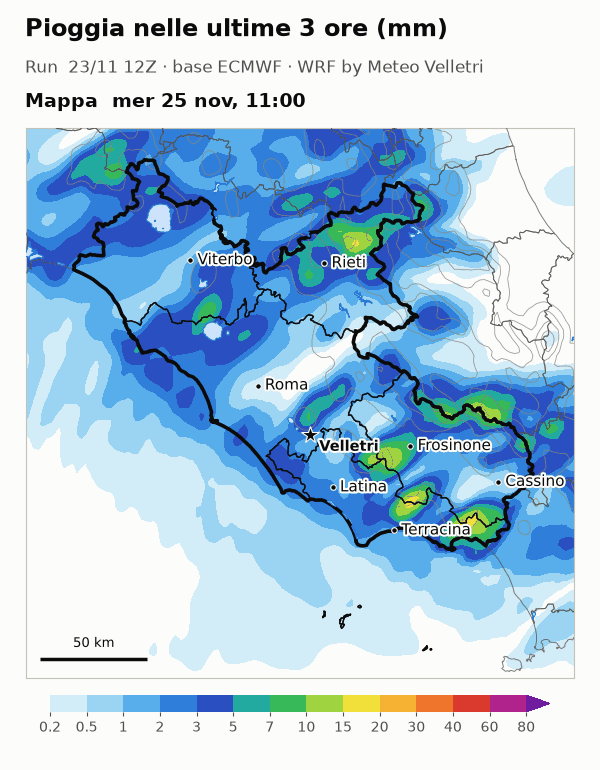 Pioggia nelle ultime 3 ore (mm)
Run  23/11 12Z · base ECMWF · WRF by Meteo Velletri
Mappa  mer 25 nov, 11:00
Viterbo
Rieti
Roma
Velletri
Frosinone
Cassino
Latina
Terracina
50 km
0.2 0.5 1 2 3 5 7 10 15 20 30 40 60 80